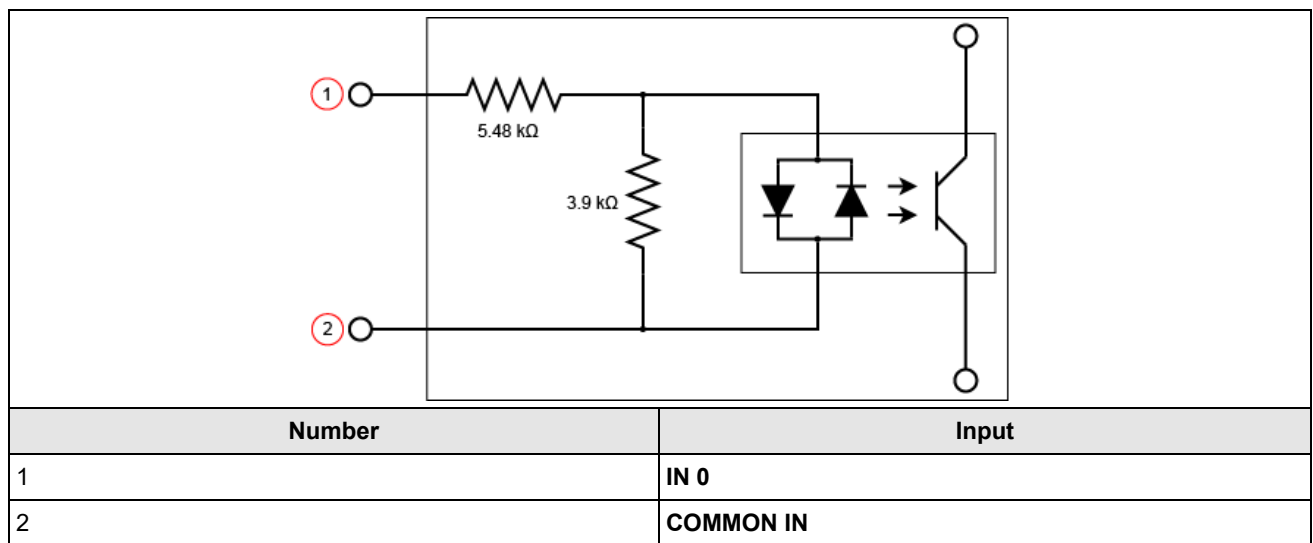 1
5.48 kΩ
3.9 kΩ
2
Number Input
1 IN 0
2 COMMON IN